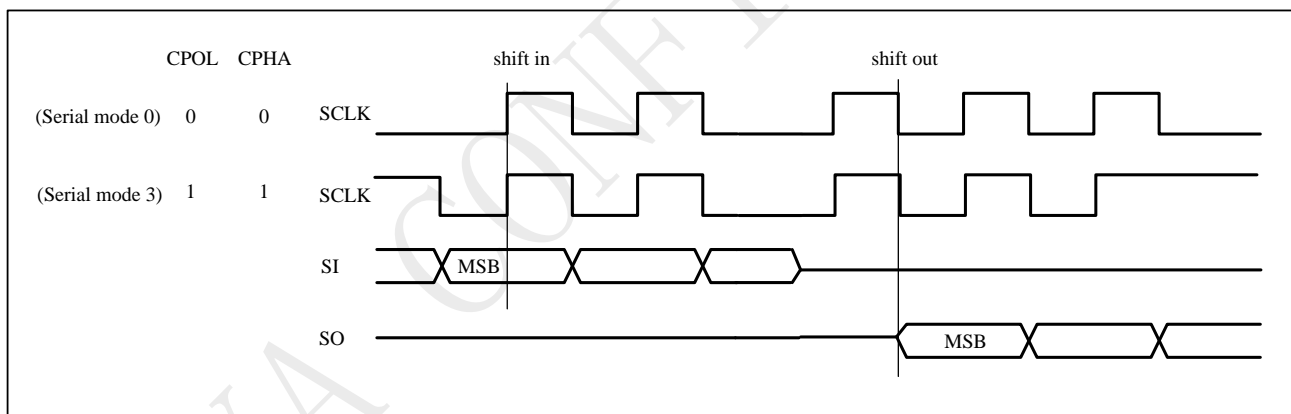 CPOL CPHA shift in shift out
(Serial mode 0) 0 0 SCLK
(Serial mode 3) 1 1 SCLK
SI MSB
SO MSB